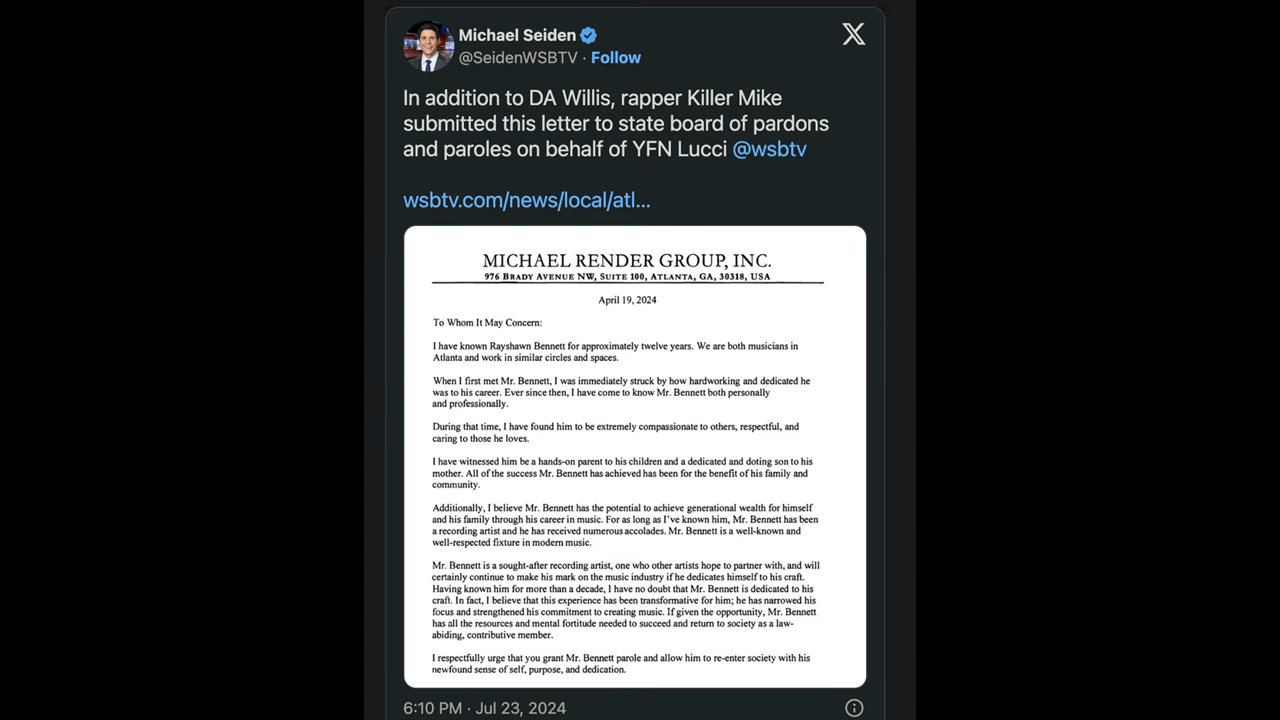 Michael Seiden
@SeidenWSBTV · Follow
In addition to DA Willis, rapper Killer Mike
submitted this letter to state board of pardons
and paroles on behalf of YFN Lucci @wsbtv
wsbtv.com/news/local/atl...
MICHAEL RENDER GROUP, INC.
976 BRADY AVENUE NW, SUITE 100, ATLANTA, GA, 30318, USA
April 19, 2024
To Whom It May Concern:
I have known Rayshawn Bennett for approximately twelve years. We are both musicians in
Atlanta and work in similar circles and spaces.
When I first met Mr. Bennett, I was immediately struck by how hardworking and dedicated he
was to his career. Ever since then, I have come to know Mr. Bennett both personally
and professionally.
During that time, I have found him to be extremely compassionate to others, respectful, and
caring to those he loves.
I have witnessed him be a hands-on parent to his children and a dedicated and doting son to his
mother. All of the success Mr. Bennett has achieved has been for the benefit of his family and
community.
Additionally, I believe Mr. Bennett has the potential to achieve generational wealth for himself
and his family through his career in music. For as long as I've known him, Mr. Bennett has been
a recording artist and he has received numerous accolades. Mr. Bennett is a well-known and
well-respected fixture in modern music.
Mr. Bennett is a sought-after recording artist, one who other artists hope to partner with, and will
certainly continue to make his mark on the music industry if he dedicates himself to his craft.
Having known him for more than a decade, I have no doubt that Mr. Bennett is dedicated to his
craft. In fact, I believe that this experience has been transformative for him; he has narrowed his
focus and strengthened his commitment to creating music. If given the opportunity, Mr. Bennett
has all the resources and mental fortitude needed to succeed and return to society as a law-
abiding, contributive member.
I respectfully urge that you grant Mr. Bennett parole and allow him to re-enter society with his
newfound sense of self, purpose, and dedication.
6:10 PM · Jul 23, 2024